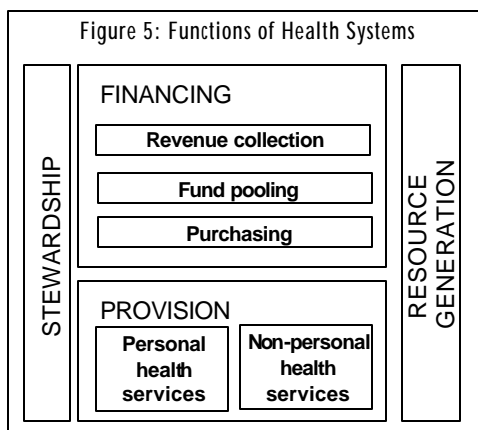 Figure 5: Functions of Health Systems
STEWARDSHIP
FINANCING
Revenue collection
Fund pooling
Purchasing
PROVISION
Personal
health
services
Non-personal
health
services
RESOURCE
GENERATION